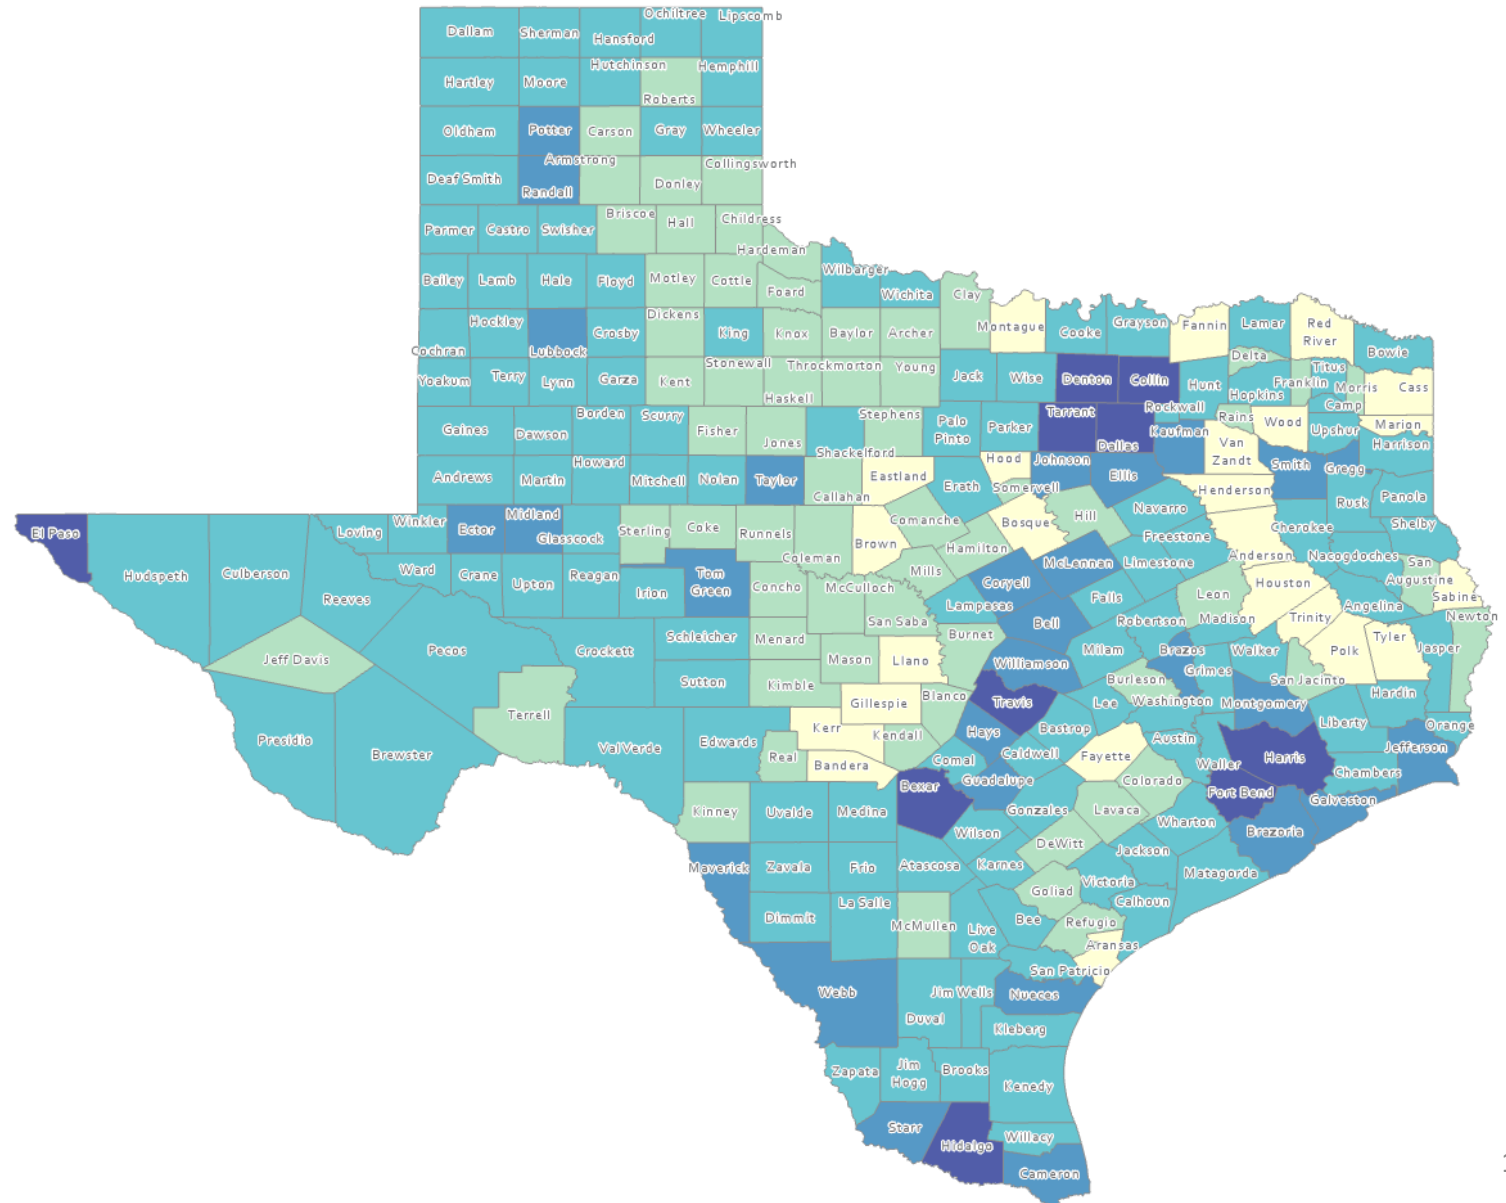 Dallam
Sherman
Hansford
Ochiltree
Lipscomb
Hartley
Moore
Hutchinson
Roberts
Hemphill
Oldham
Potter
Carson
Gray
Wheeler
Deaf Smith
Randall
Armstrong
Donley
Collingsworth
Parmer
Castro
Swisher
Briscoe
Hall
Childress
Hardeman
Bailey
Lamb
Hale
Floyd
Motley
Cottle
Foard
Wilbarger
Wichita
Clay
Montague
Cooke
Grayson
Fannin
Lamar
Red
River
Bowie
Cochran
Hockley
Lubbock
Crosby
Dickens
King
Knox
Baylor
Archer
Delta
Titus
Franklin
Morris
Cass
Yoakum
Terry
Lynn
Garza
Kent
Stonewall
Haskell
Throckmorton
Young
Jack
Wise
Denton
Collin
Rockwall
Hunt
Hopkins
Camp
Marion
Gaines
Dawson
Borden
Scurry
Fisher
Jones
Shackelford
Stephens
Palo
Pinto
Parker
Tarrant
Dallas
Kaufman
Rains
Wood
Upshur
Harrison
Van
Zandt
Andrews
Martin
Howard
Mitchell
Nolan
Taylor
Callahan
Eastland
Erath
Hood
Somervell
Johnson
Ellis
Henderson
Smith
Gregg
Rusk
Panola
El Paso
Hudspeth
Culberson
Loving
Winkler
Ector
Midland
Glasscock
Sterling
Coke
Runnels
Coleman
Brown
Comanche
Hamilton
Bosque
Hill
Navarro
Freestone
Anderson
Cherokee
Nacogdoches
Shelby
Reeves
Ward
Crane
Upton
Reagan
Irion
Tom
Green
Concho
McCulloch
Mills
San Saba
Lampasas
Coryell
McLennan
Limestone
Falls
Leon
Houston
San
Augustine
Sabine
Jeff Davis
Pecos
Crockett
Schleicher
Menard
Mason
Llano
Burnet
Bell
Milam
Robertson
Madison
Trinity
Angelina
Newton
Presidio
Brewster
Terrell
Sutton
Kimble
Gillespie
Blanco
Williamson
Travis
Burleson
Brazos
Grimes
Walker
San Jacinto
Polk
Tyler
Jasper
Val Verde
Edwards
Real
Kerr
Bandera
Kendall
Hays
Comal
Caldwell
Bastrop
Lee
Washington
Montgomery
Liberty
Hardin
Orange
Jefferson
Kinney
Uvalde
Medina
Bexar
Guadalupe
Gonzales
Fayette
Colorado
Austin
Waller
Harris
Chambers
Fort Bend
Galveston
Brazoria
Maverick
Zavala
Frio
Atascosa
Wilson
Karnes
DeWitt
Lavaca
Jackson
Wharton
Matagorda
Dimmit
La Salle
McMullen
Live
Oak
Bee
Goliad
Victoria
Calhoun
Refugio
Aransas
San Patricio
Webb
Duval
Jim Wells
Nueces
Kleberg
Zapata
Jim
Hogg
Brooks
Kenedy
Starr
Hidalgo
Willacy
Cameron